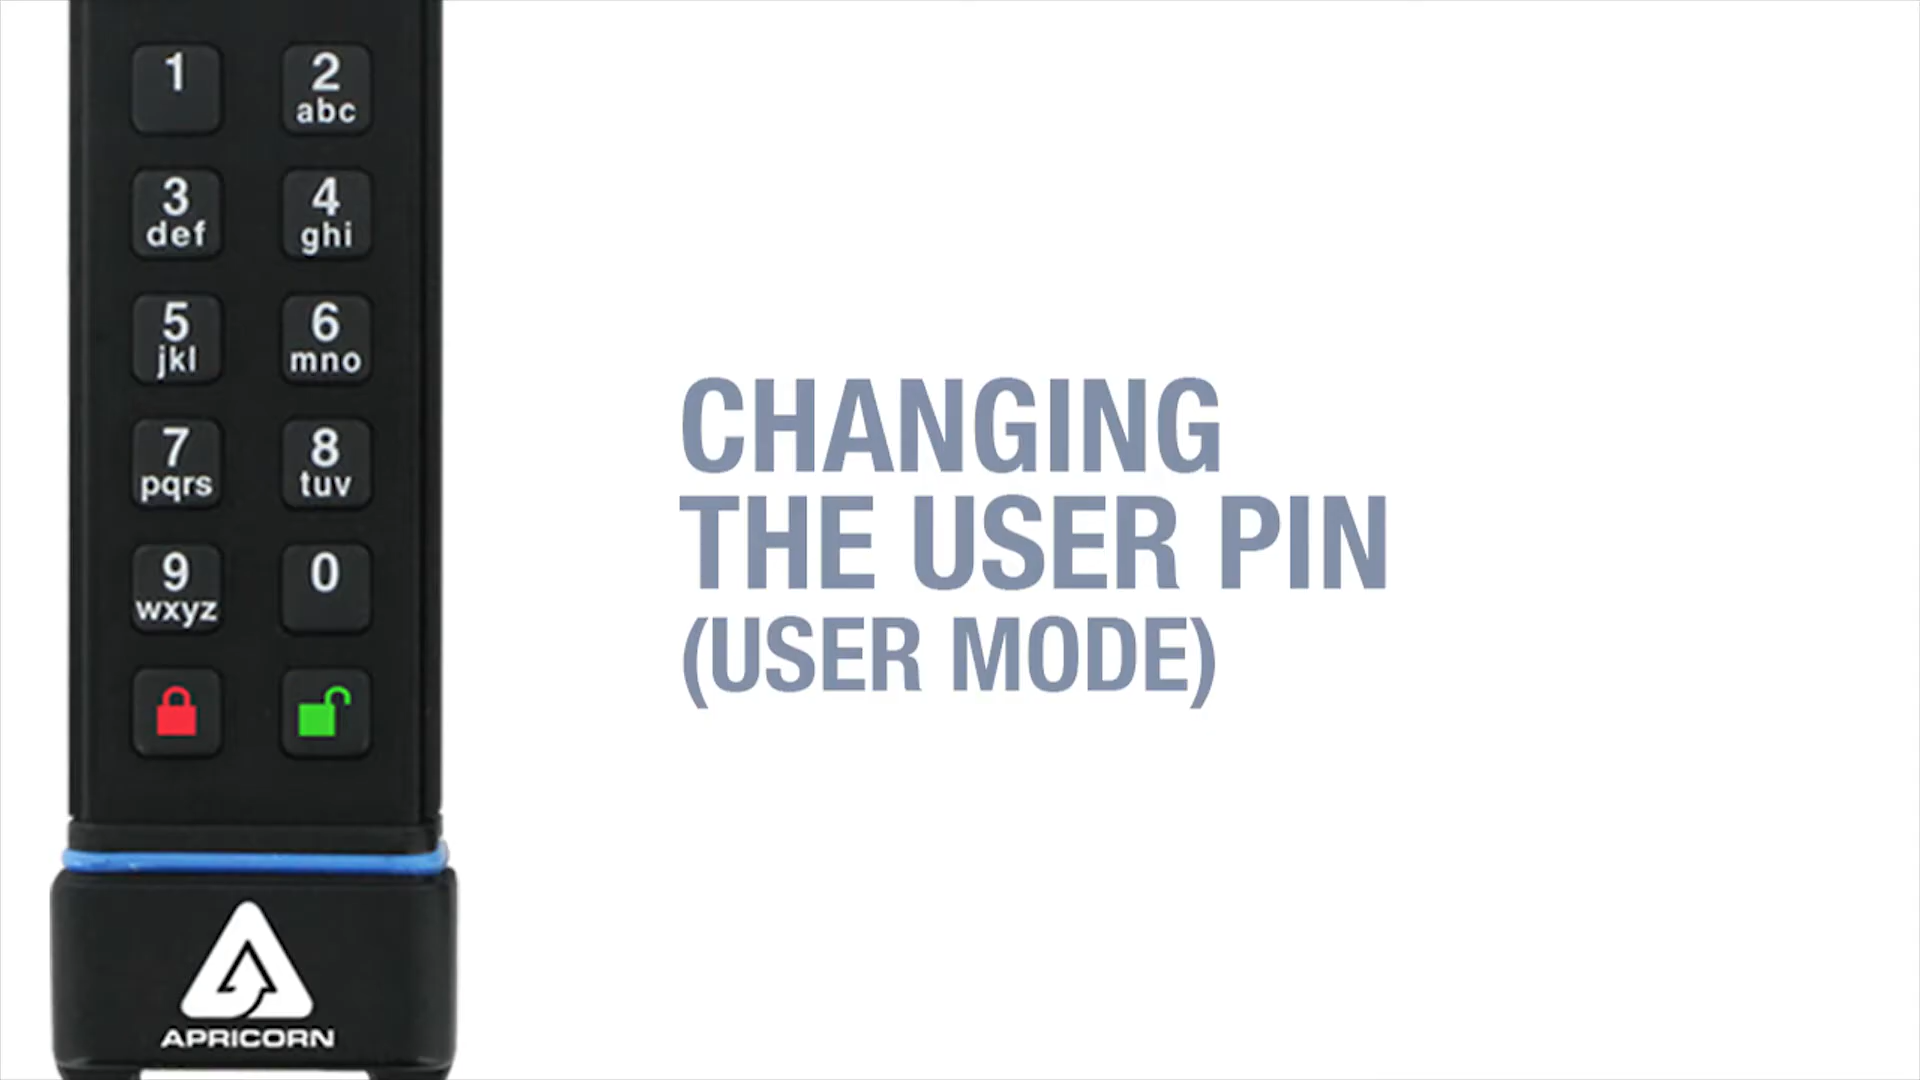 1
2
abc
3
def
4
ghi
5
jkl
6
mno
7
pqrs
8
tuv
9
wxyz
0
APRICORN
CHANGING
THE USER PIN
(USER MODE)